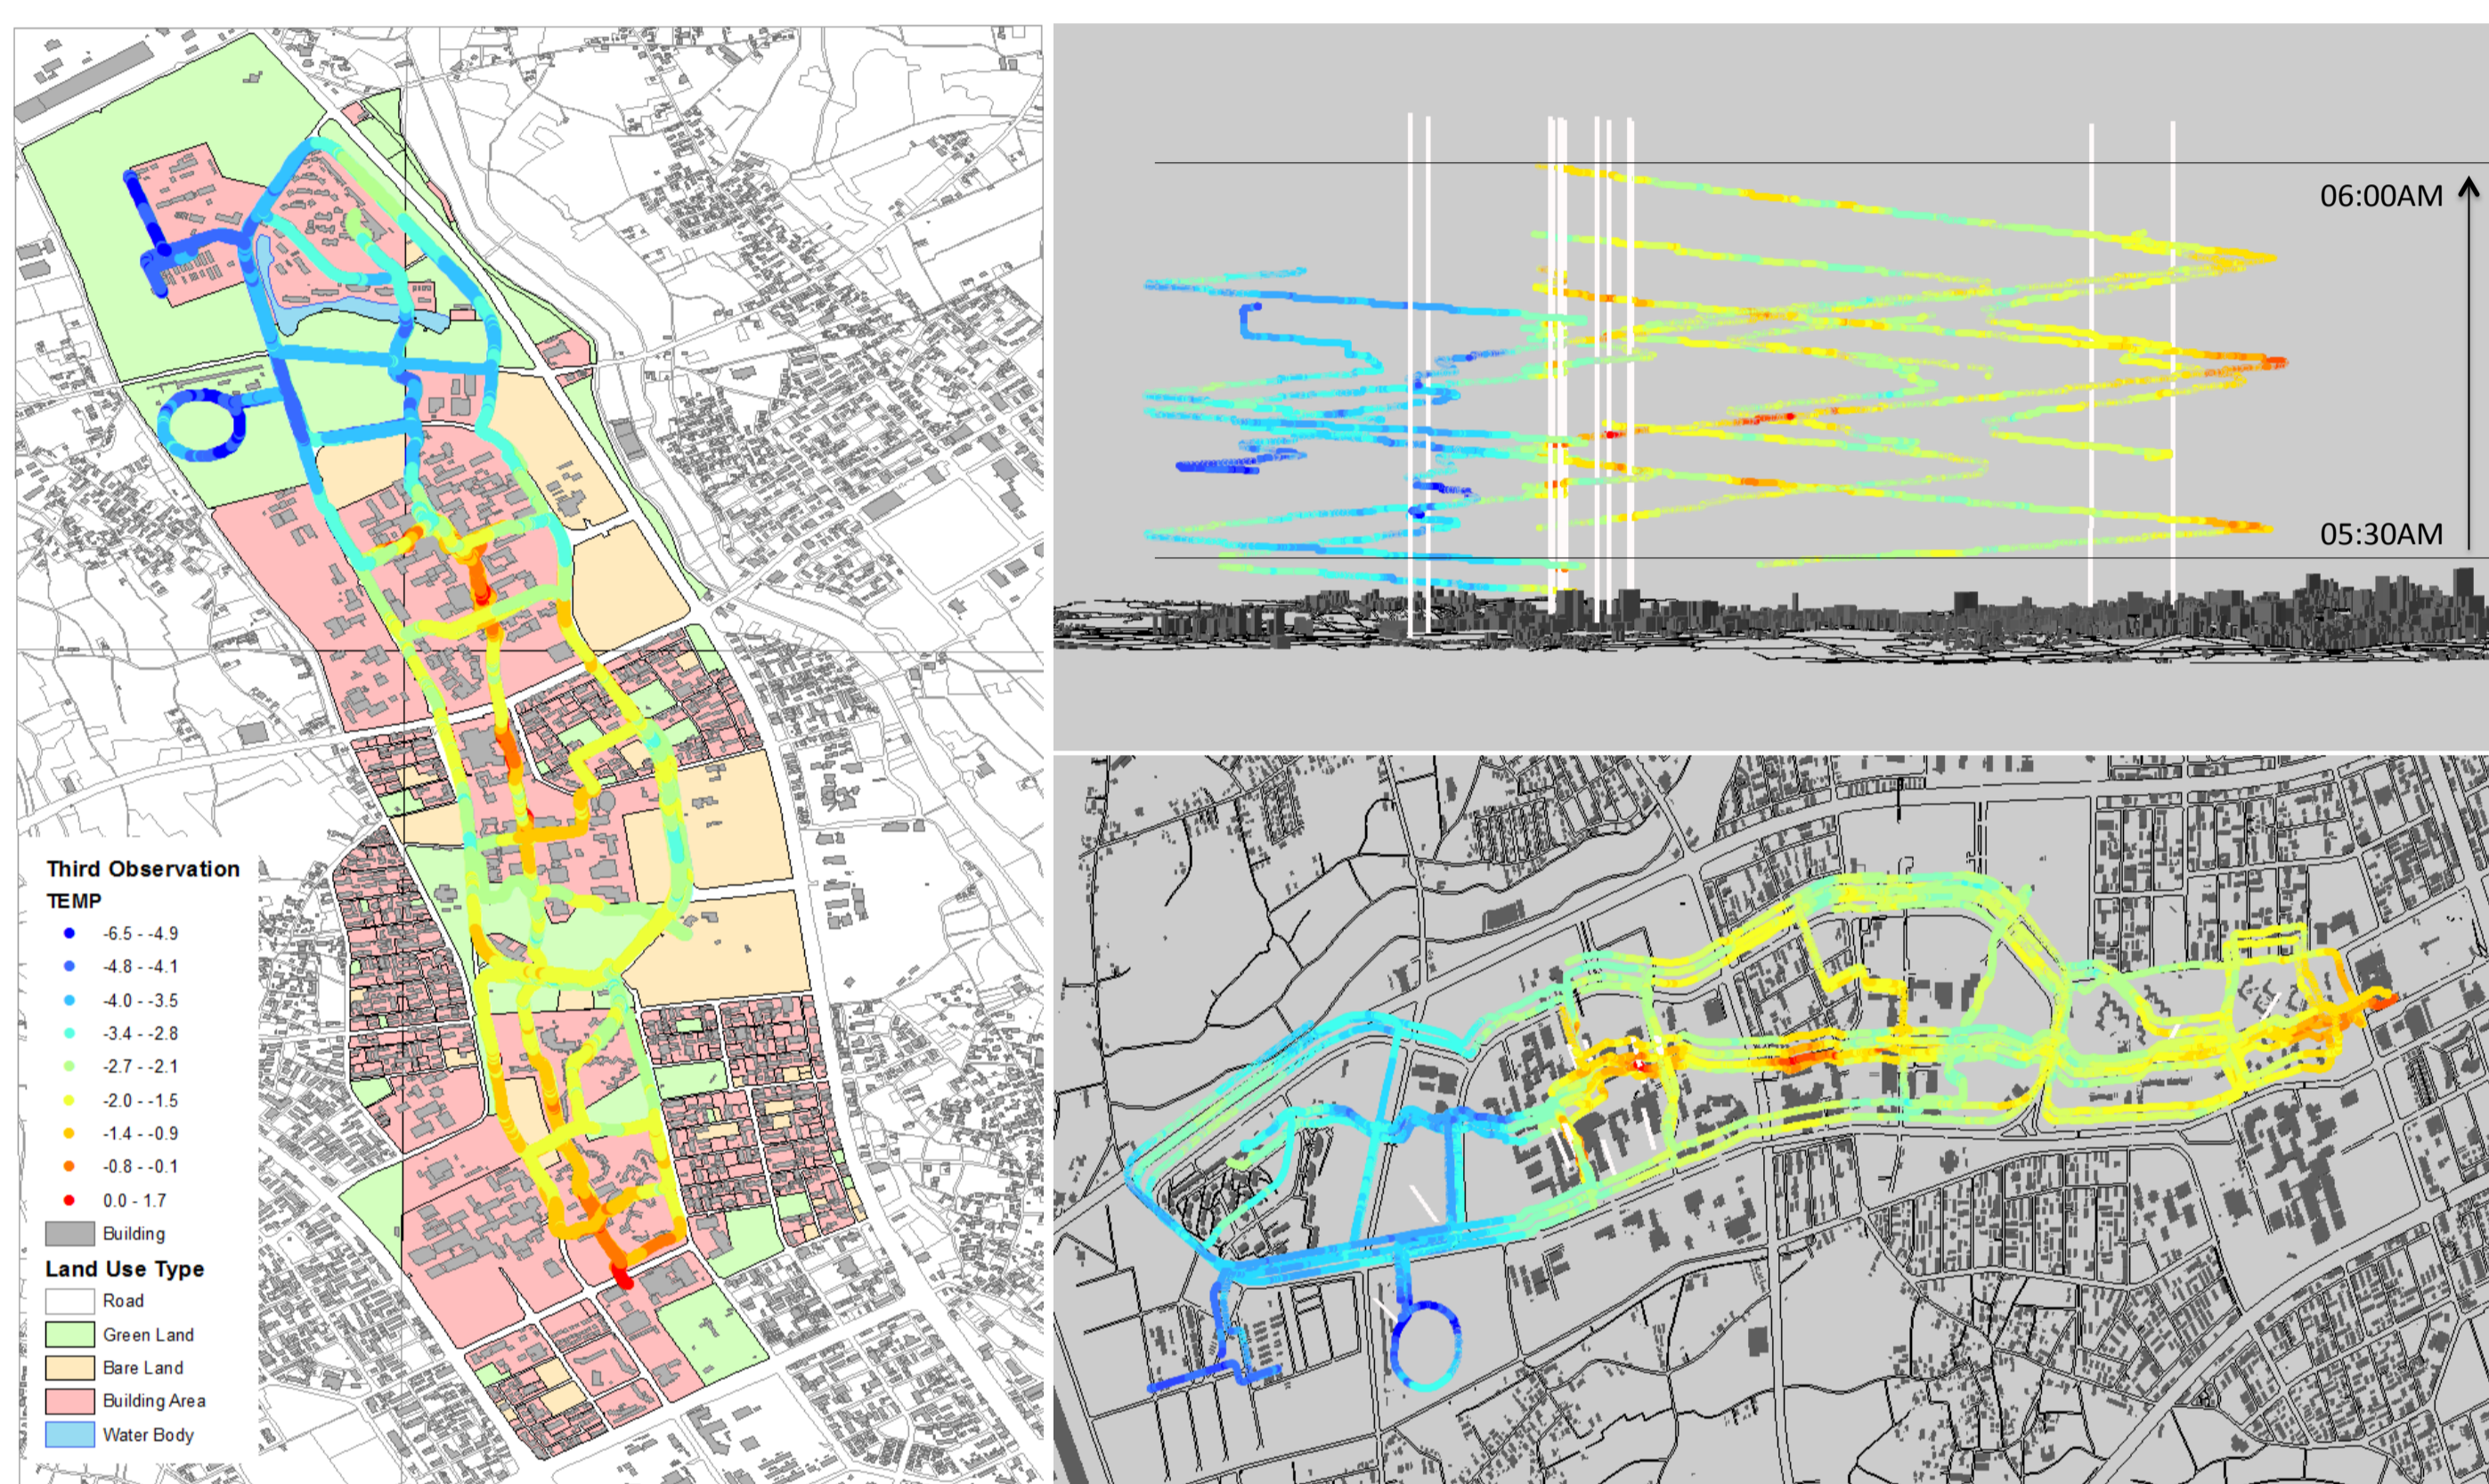 Third Observation
TEMP
-6.5 - -4.9
-4.8 - -4.1
-4.0 - -3.5
-3.4 - -2.8
-2.7 - -2.1
-2.0 - -1.5
-1.4 - -0.9
-0.8 - -0.1
0.0 - 1.7
Building
Land Use Type
Road
Green Land
Bare Land
Building Area
Water Body
06:00AM
05:30AM